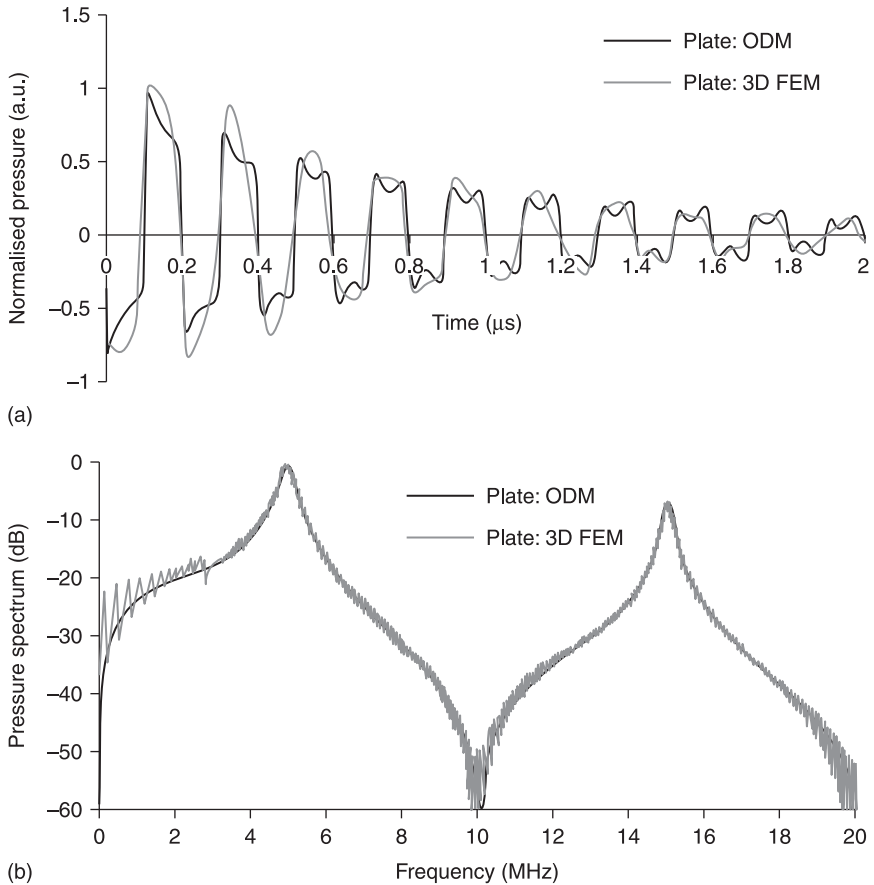 1.5
Plate: ODM
1
Plate: 3D FEM
0.5
0
0 0.2 0.4 0.6 0.8 1 1.2 1.4 1.6 1.8 2
–0.5
Time (μs)
–1
Normalised pressure (a.u.)
(a)
0
Plate: ODM
–10
Plate: 3D FEM
–20
–30
–40
–50
–60
0 2 4 6 8 10 12 14 16 18 20
Pressure spectrum (dB)
Frequency (MHz)
(b)